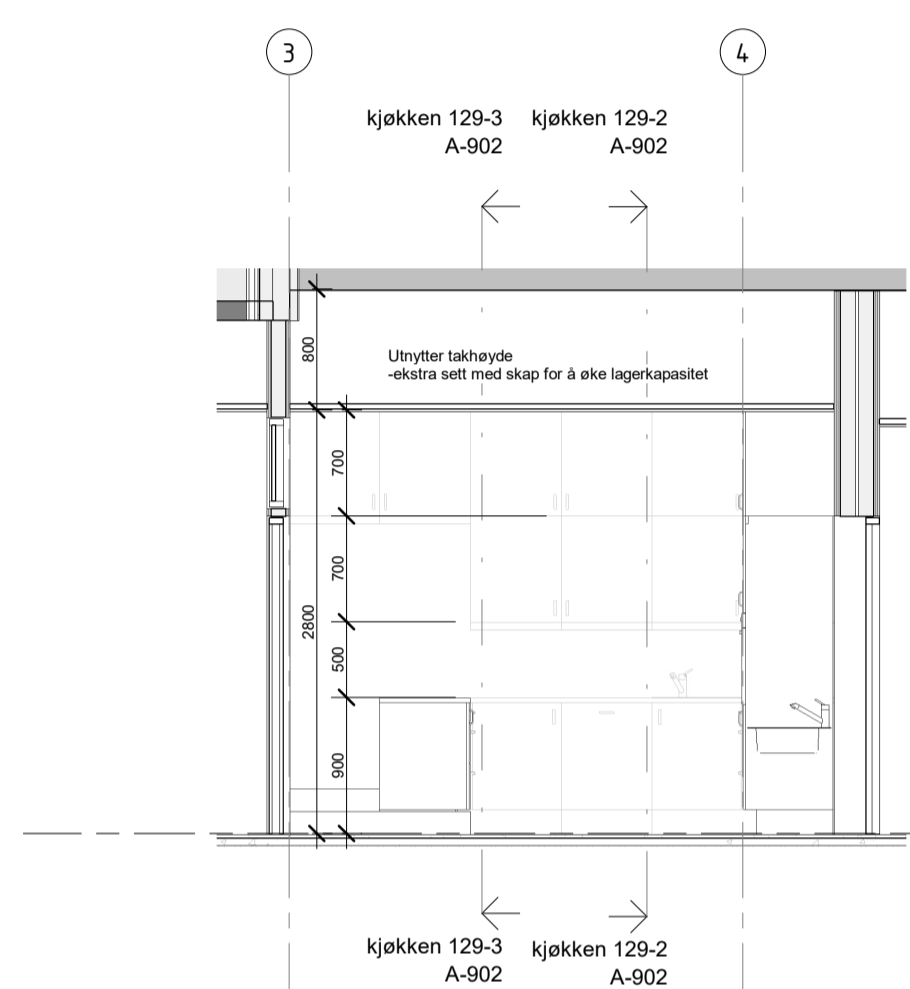 3
4
kjøkken 129-3
A-902
kjøkken 129-2
A-902
800
Utnytter takhøyde
-ekstra sett med skap for å øke lagerkapasitet
700
700
2800
500
900
kjøkken 129-3
A-902
kjøkken 129-2
A-902